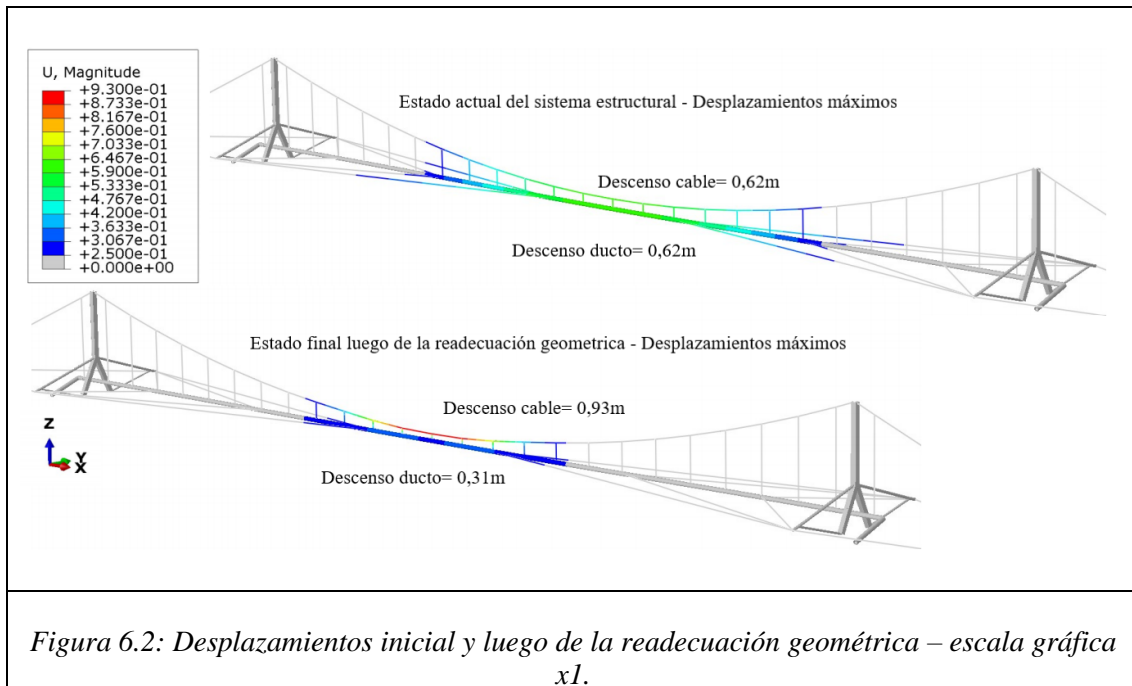 U, Magnitude
+9.300e-01
+8.733e-01
+8.167e-01
+7.600e-01
+7.033e-01
+6.467e-01
+5.900e-01
+5.333e-01
+4.767e-01
+4.200e-01
+3.067e-01
+2.500e-01
+0.000e+00
Estado actual del sistema estructural - Desplazamientos máximos
Descenso cable= 0,62m
Descenso ducto= 0,62m
Estado final luego de la readecuación geometrica - Desplazamientos máximos
Descenso cable= 0,93m
Descenso ducto= 0,31m
Z
Y
X
Figura 6.2: Desplazamientos inicial y luego de la readecuación geométrica – escala gráfica
x1.